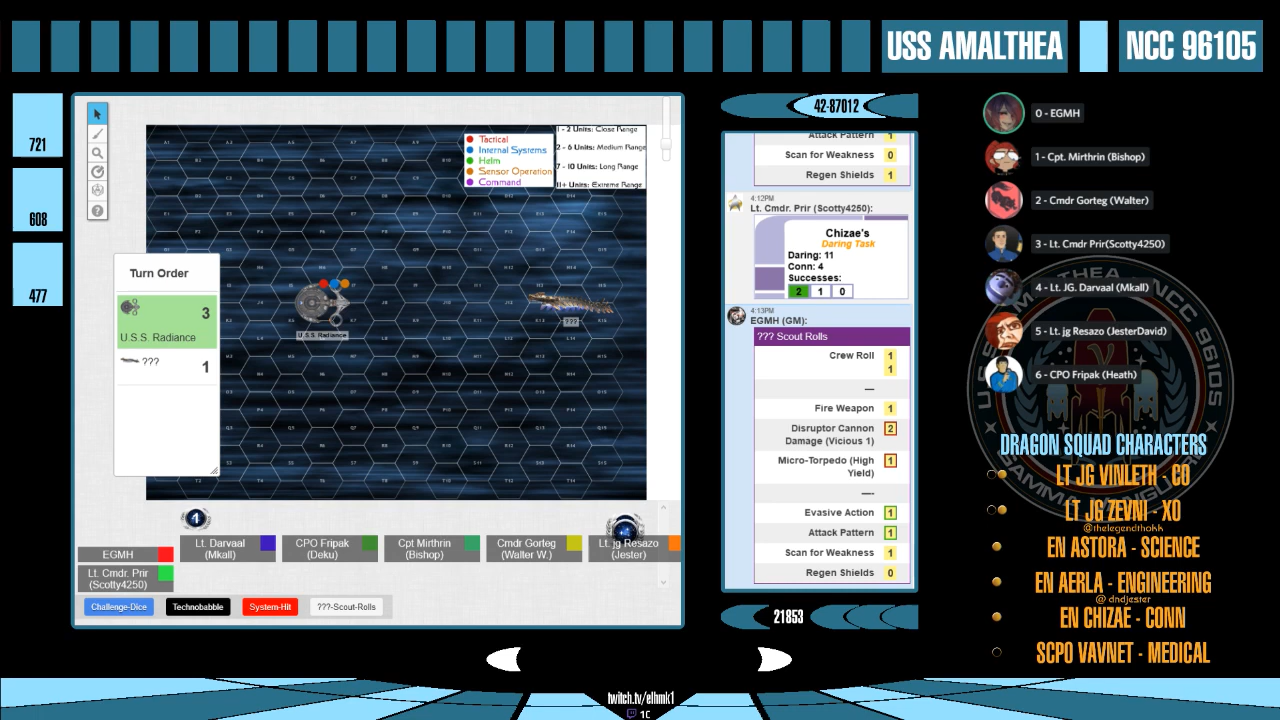 USS AMALTHEA
NCC 96105
721
608
477
Tactical
Internal Systems
Helm
Sensor Operation
Command
1 - 2 Units: Close Range
2 - 6 Units: Medium Range
7 - 10 Units: Long Range
11+ Units: Extreme Range
Turn Order
3
U.S.S. Radiance
???
1
U.S.S. Radiance
???
EGMH
Lt. Darvaal
(Mkall)
CPO Fripak
(Deku)
Cpt Mirthrin
(Bishop)
Cmdr Gorteg
(Walter W.)
Lt. jg Resazo
(Jester)
Lt. Cmdr. Prir
(Scotty4250)
Challenge-Dice
Technobabble
System-Hit
???-Scout-Rolls
42-87012
Attack Pattern 1
Scan for Weakness 0
Regen Shields 1
4:12PM
Lt. Cmdr. Prir (Scotty4250):
Chizae's
Daring Task
Daring: 11
Conn: 4
Successes:
2 1 0
4:13PM
EGMH (GM):
??? Scout Rolls
Crew Roll 1
1
—
Fire Weapon 1
Disruptor Cannon 2
Damage (Vicious 1)
Micro-Torpedo (High 1
Yield)
—-
Evasive Action 1
Attack Pattern 1
Scan for Weakness 1
Regen Shields 0
21853
0 - EGMH
1 - Cpt. Mirthrin (Bishop)
2 - Cmdr Gorteg (Walter)
3 - Lt. Cmdr Prir(Scotty4250)
4 - Lt. JG. Darvaal (Mkall)
5 - Lt. jg Resazo (JesterDavid)
6 - CPO Fripak (Heath)
DRAGON SQUAD CHARACTERS
LT JG VINLETH - CO
LT JG ZEVNI - XO
@thelegendthokk
EN ASTORA - SCIENCE
EN AERLA - ENGINEERING
@dndjester
EN CHIZAE - CONN
SCPO VAVNET - MEDICAL
twitch.tv/elhmk1